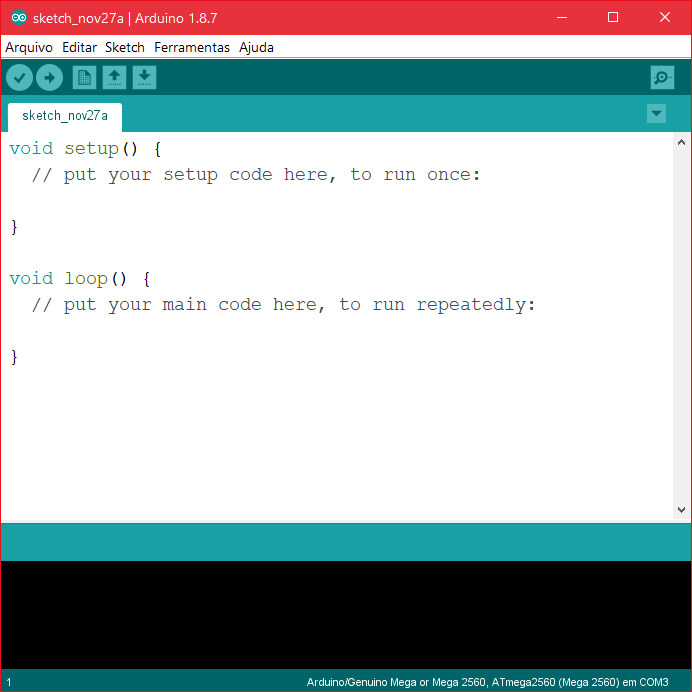 sketch_nov27a | Arduino 1.8.7
Arquivo Editar Sketch Ferramentas Ajuda
sketch_nov27a
void setup() {
  // put your setup code here, to run once:
}
void loop() {
  // put your main code here, to run repeatedly:
}
1 Arduino/Genuino Mega or Mega 2560, ATmega2560 (Mega 2560) em COM3